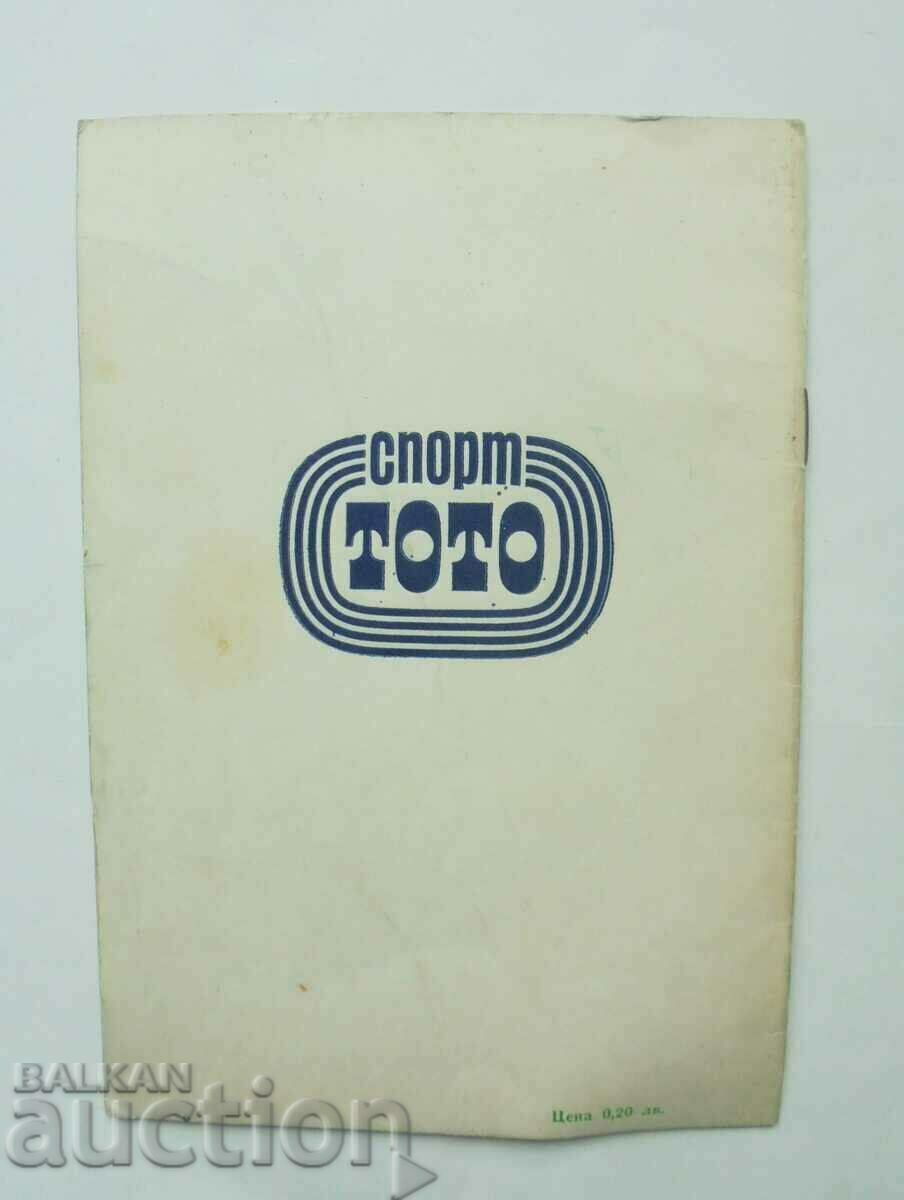 спорт
ТОТО
Цена 0,20 лв.
BALKAN
auction